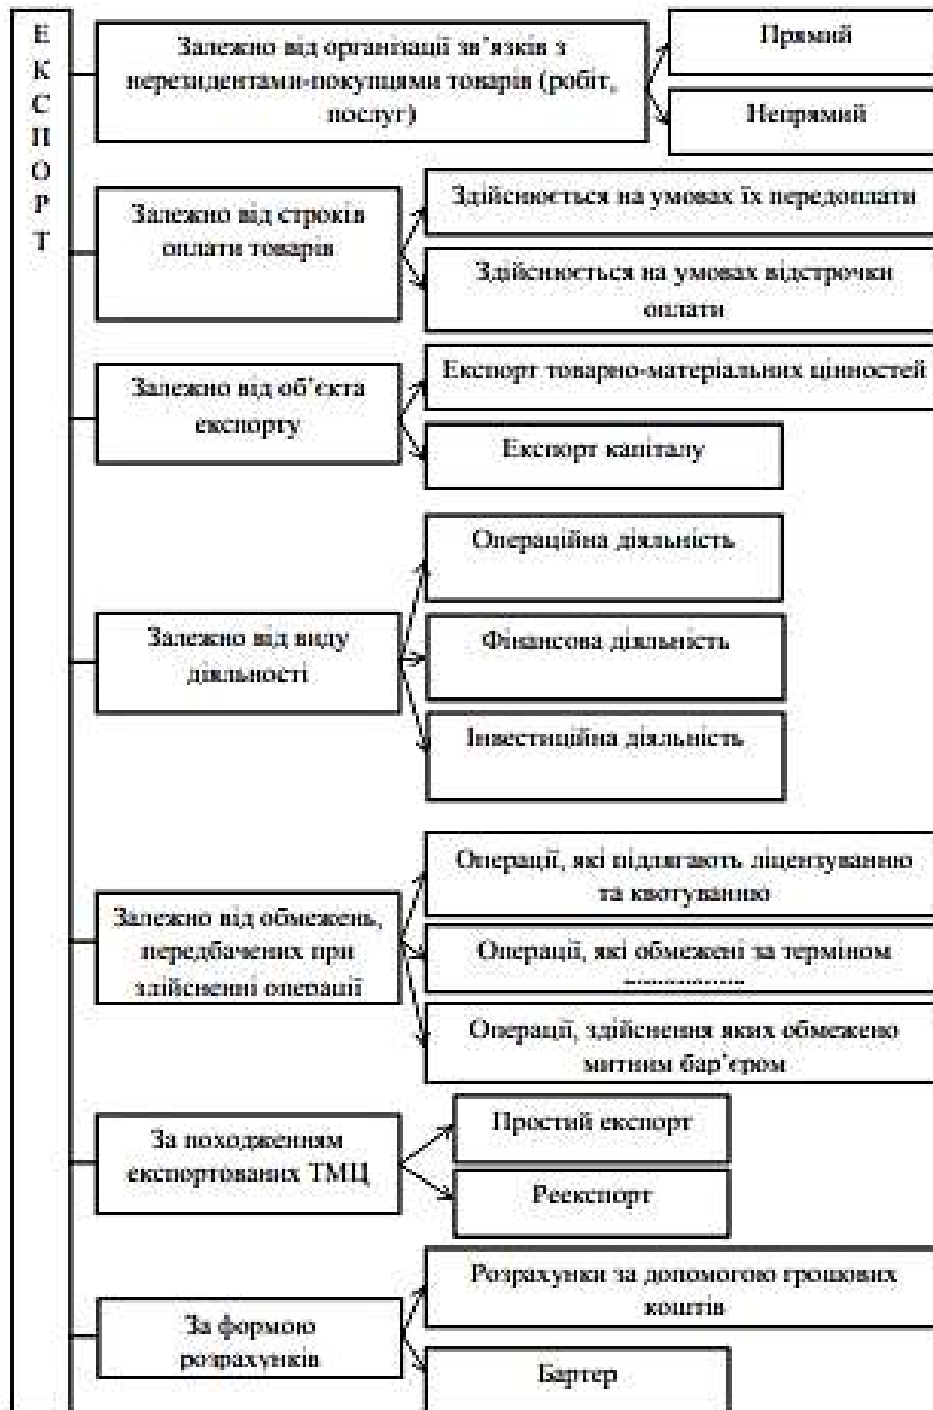 Е
К
С
П
О
Р
Т
Залежно від організації зв’язків з
нерезидентами-покупцями товарів (робіт,
послуг)
Прямий
Непрямий
Залежно від строків
оплати товарів
Здійснюється на умовах їх передоплати
Здійснюється на умовах відстрочки
оплати
Залежно від об’єкта
експорту
Експорт товарно-матеріальних цінностей
Експорт капіталу
Залежно від виду
діяльності
Операційна діяльність
Фінансова діяльність
Інвестиційна діяльність
Залежно від обмежень,
передбачених при
здійсненні операції
Операції, які підлягають ліцензуванню
та квотуванню
Операції, які обмежені за терміном
Операції, здійснення яких обмежено
митним бар’єром
За походженням
експортованих ТМЦ
Простий експорт
Реекспорт
За формою
розрахунків
Розрахунки за допомогою грошових
коштів
Бартер